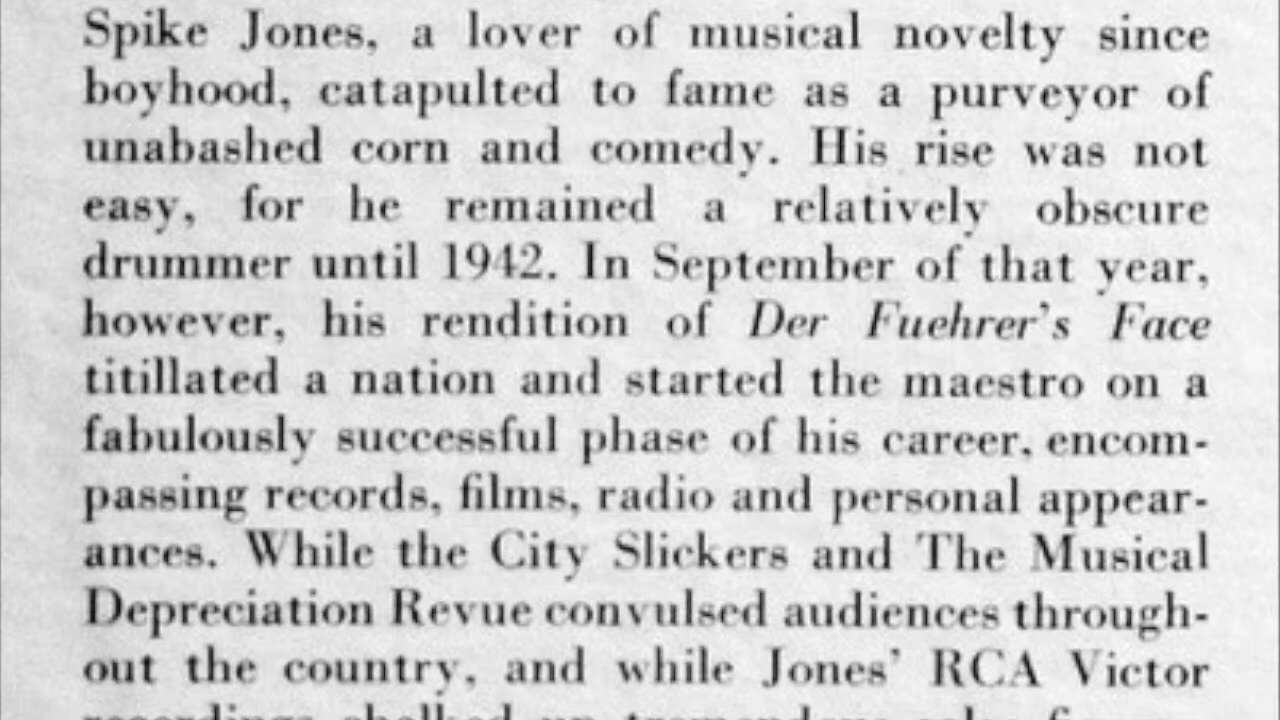 Spike Jones, a lover of musical novelty since
boyhood, catapulted to fame as a purveyor of
unabashed corn and comedy. His rise was not
easy, for he remained a relatively obscure
drummer until 1942. In September of that year,
however, his rendition of Der Fuehrer's Face
titillated a nation and started the maestro on a
fabulously successful phase of his career, encom-
passing records, films, radio and personal appear-
ances. While the City Slickers and The Musical
Depreciation Revue convulsed audiences through-
out the country, and while Jones' RCA Victor